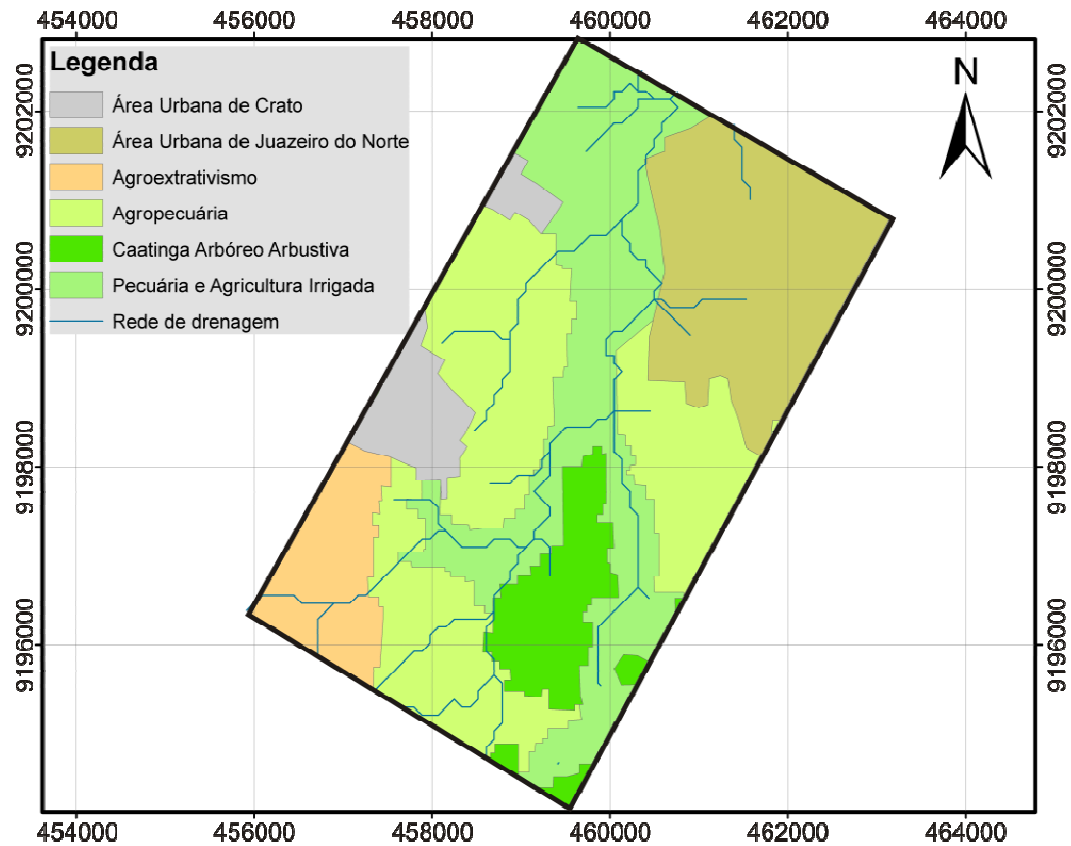 454000 456000 458000 460000 462000 464000
Legenda
Área Urbana de Crato
Área Urbana de Juazeiro do Norte
Agroextrativismo
Agropecuária
Caatinga Arbóreo Arbustiva
Pecuária e Agricultura Irrigada
Rede de drenagem
N
9202000
9200000
9198000
9196000
9202000
9200000
9198000
9196000
454000 456000 458000 460000 462000 464000